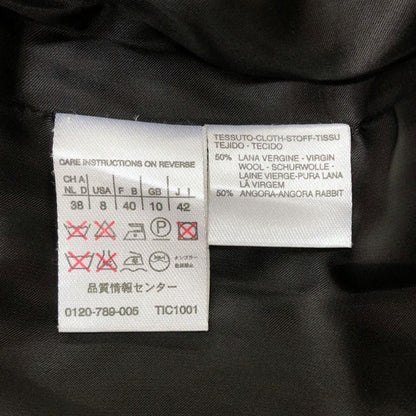 CARE INSTRUCTIONS ON REVERSE
CH A
NL D USA F B GB J I
38 8 40 10 42
P
品質情報センター
0120-789-005 TIC1001
TESSUTO-CLOTH-STOFF-TISSU
TEJIDO - TECIDO
50% LANA VERGINE - VIRGIN
WOOL - SCHURWOLLE -
LAINE VIERGE-PURA LANA
LÃ VIRGEM
50% ANGORA-ANGORA RABBIT